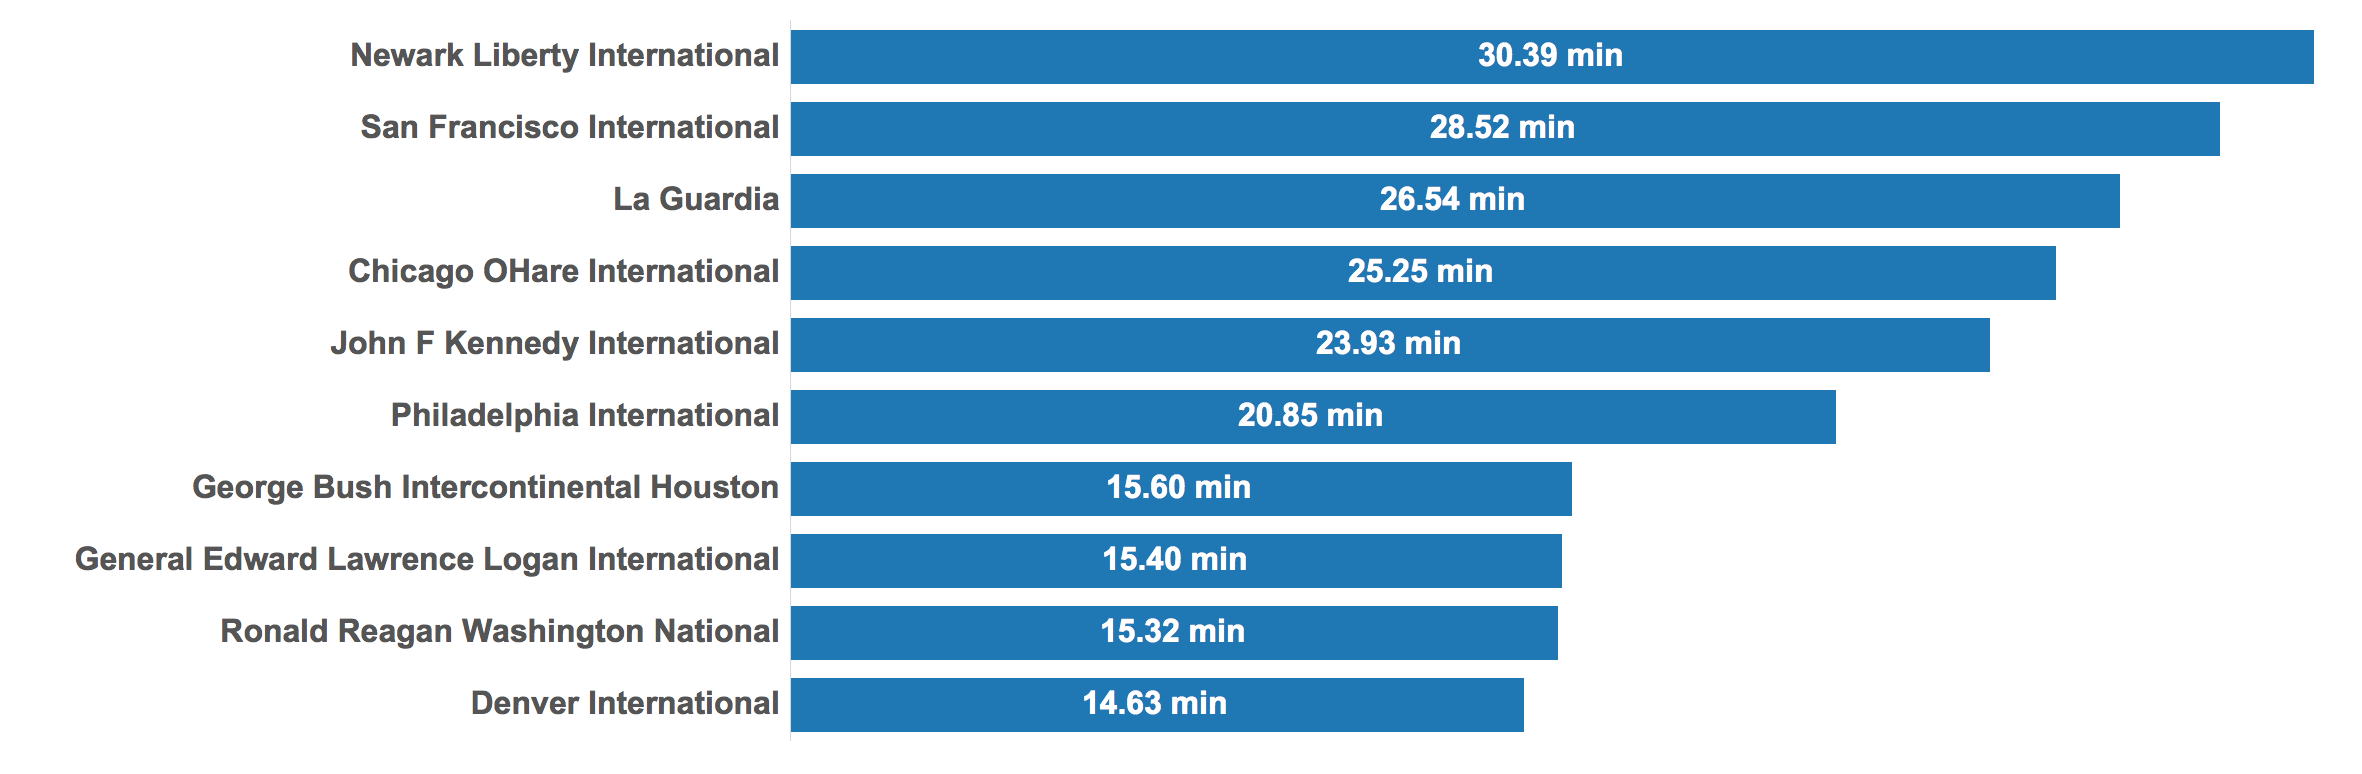 Newark Liberty International 30.39 min
San Francisco International 28.52 min
La Guardia 26.54 min
Chicago OHare International 25.25 min
John F Kennedy International 23.93 min
Philadelphia International 20.85 min
George Bush Intercontinental Houston 15.60 min
General Edward Lawrence Logan International 15.40 min
Ronald Reagan Washington National 15.32 min
Denver International 14.63 min